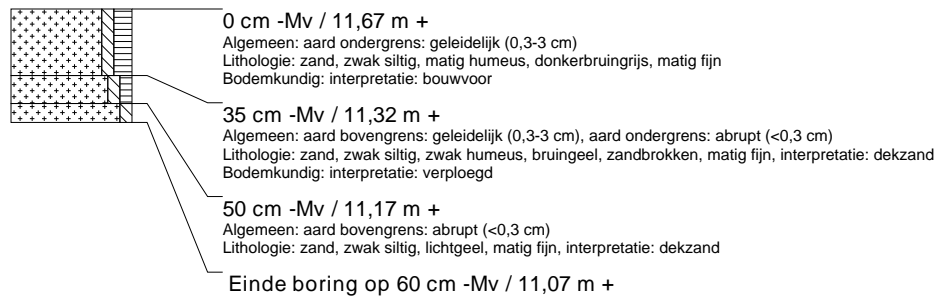 0 cm -Mv / 11,67 m +
Algemeen: aard ondergrens: geleidelijk (0,3-3 cm)
Lithologie: zand, zwak siltig, matig humeus, donkerbruingrijs, matig fijn
Bodemkundig: interpretatie: bouwvoor
35 cm -Mv / 11,32 m +
Algemeen: aard bovengrens: geleidelijk (0,3-3 cm), aard ondergrens: abrupt (<0,3 cm)
Lithologie: zand, zwak siltig, zwak humeus, bruingeel, zandbrokken, matig fijn, interpretatie: dekzand
Bodemkundig: interpretatie: verploegd
50 cm -Mv / 11,17 m +
Algemeen: aard bovengrens: abrupt (<0,3 cm)
Lithologie: zand, zwak siltig, lichtgeel, matig fijn, interpretatie: dekzand
Einde boring op 60 cm -Mv / 11,07 m +